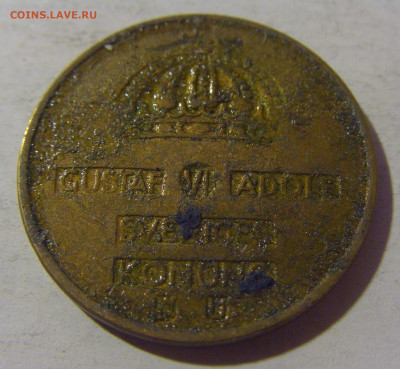 COINS.LAVE.RU
GUSTAF VI ADOLF
SVERIGES
KONUNG